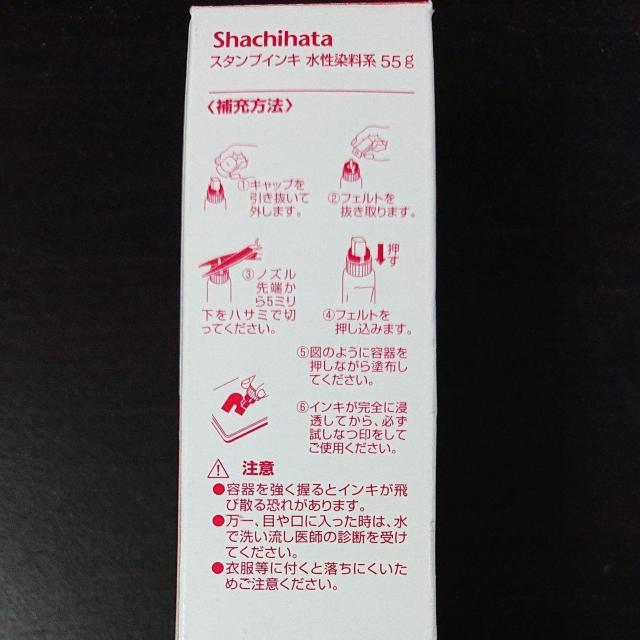 Shachihata
スタンプインキ 水性染料系 55g
〈補充方法〉
①キャップを
引き抜いて
外します。
②フェルトを
抜き取ります。
③ノズル
先端か
ら5ミリ
下をハサミで切
ってください。
押す
④フェルトを
押し込みます。
⑤図のように容器を
押しながら塗布し
てください。
⑥インキが完全に浸
透してから、必ず
試しなつ印をして
ご使用ください。
注意
●容器を強く握るとインキが飛
び散る恐れがあります。
●万一、目や口に入った時は、水
で洗い流し医師の診断を受け
てください。
●衣服等に付くと落ちにくいた
めご注意ください。